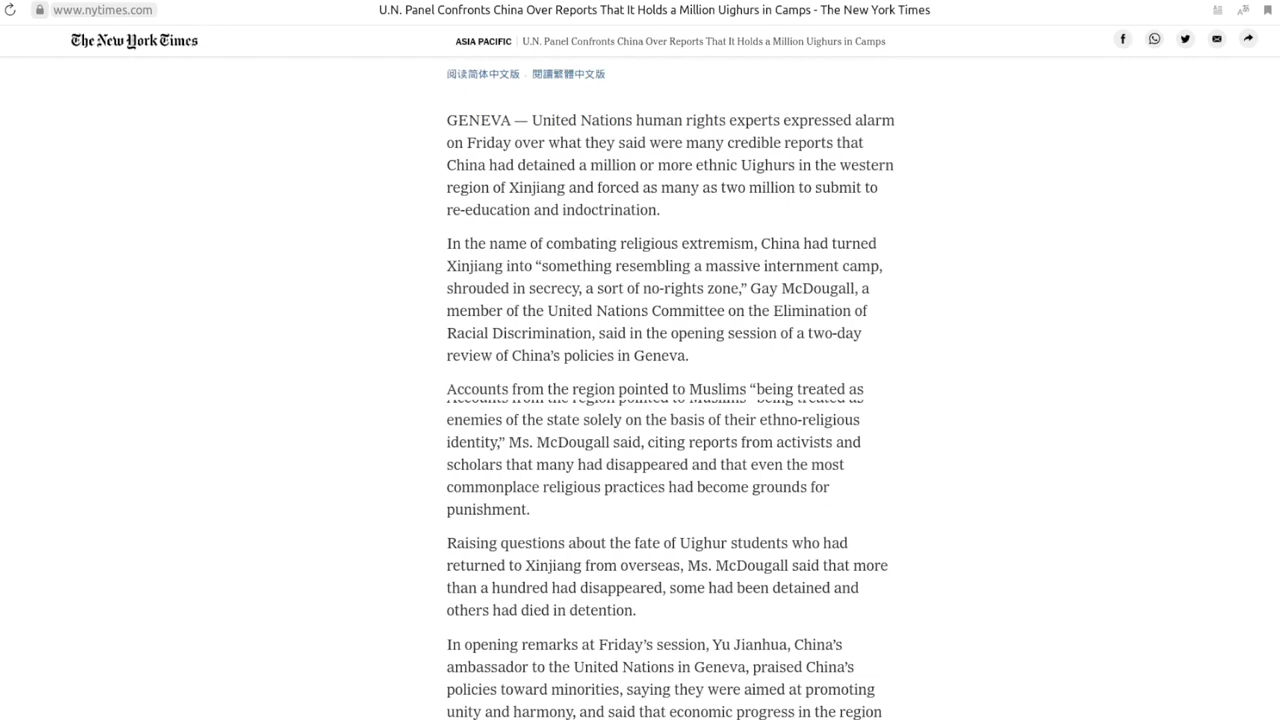 www.nytimes.com
U.N. Panel Confronts China Over Reports That It Holds a Million Uighurs in Camps - The New York Times
The New York Times
ASIA PACIFIC | U.N. Panel Confronts China Over Reports That It Holds a Million Uighurs in Camps
阅读简体中文版 · 閱讀繁體中文版
GENEVA — United Nations human rights experts expressed alarm
on Friday over what they said were many credible reports that
China had detained a million or more ethnic Uighurs in the western
region of Xinjiang and forced as many as two million to submit to
re-education and indoctrination.
In the name of combating religious extremism, China had turned
Xinjiang into “something resembling a massive internment camp,
shrouded in secrecy, a sort of no-rights zone,” Gay McDougall, a
member of the United Nations Committee on the Elimination of
Racial Discrimination, said in the opening session of a two-day
review of China’s policies in Geneva.
Accounts from the region pointed to Muslims “being treated as
Accounts from the region pointed to Muslims “being treated as
enemies of the state solely on the basis of their ethno-religious
identity,” Ms. McDougall said, citing reports from activists and
scholars that many had disappeared and that even the most
commonplace religious practices had become grounds for
punishment.
Raising questions about the fate of Uighur students who had
returned to Xinjiang from overseas, Ms. McDougall said that more
than a hundred had disappeared, some had been detained and
others had died in detention.
In opening remarks at Friday’s session, Yu Jianhua, China’s
ambassador to the United Nations in Geneva, praised China’s
policies toward minorities, saying they were aimed at promoting
unity and harmony, and said that economic progress in the region